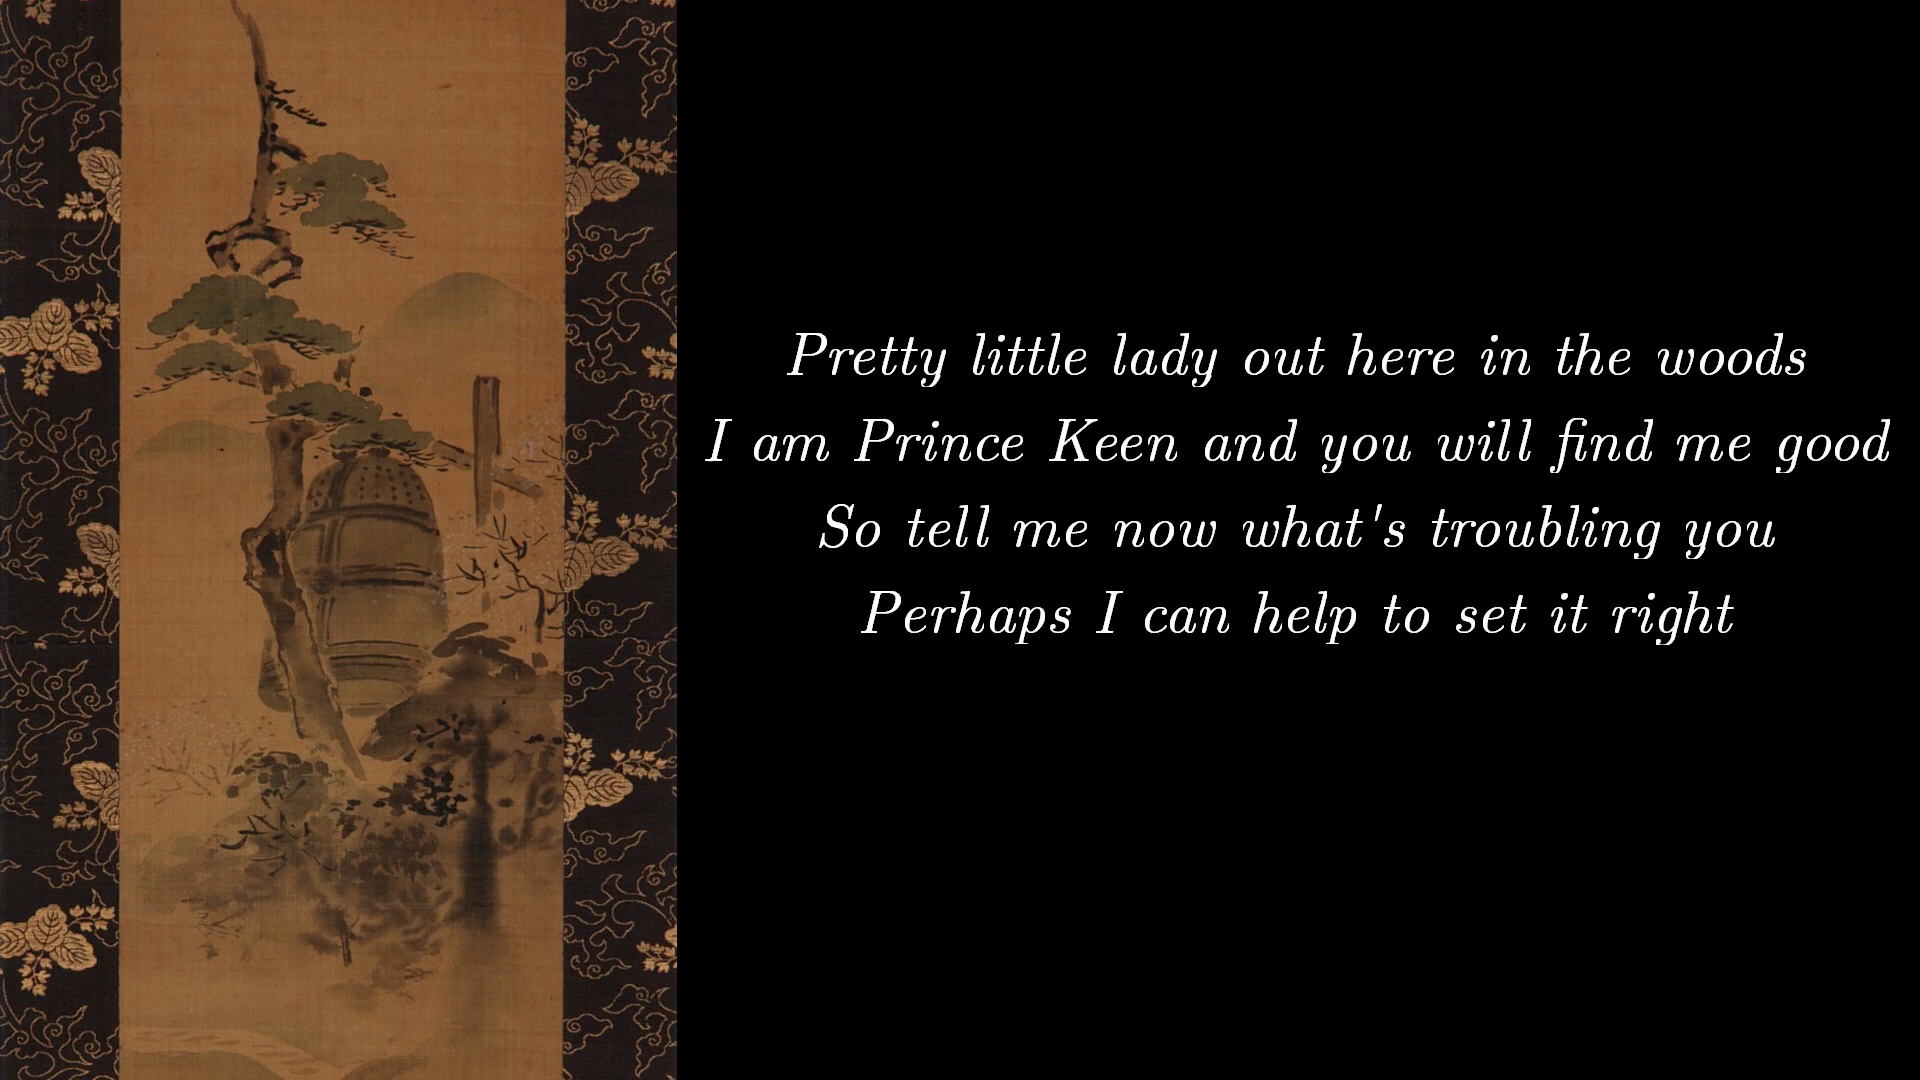 Pretty little lady out here in the woods
I am Prince Keen and you will find me good
So tell me now what's troubling you
Perhaps I can help to set it right